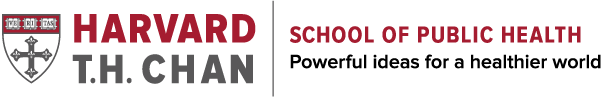 VE RI TAS
HARVARD
T.H. CHAN
SCHOOL OF PUBLIC HEALTH
Powerful ideas for a healthier world